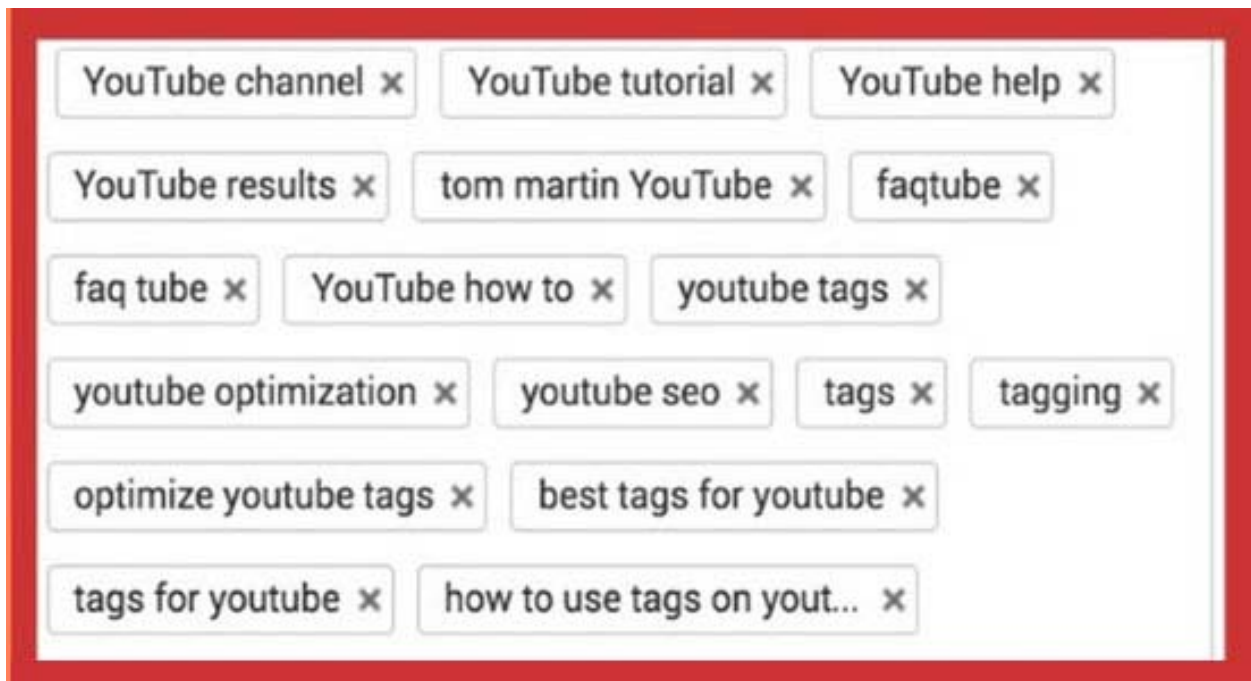 YouTube channel × YouTube tutorial × YouTube help ×
YouTube results × tom martin YouTube × faqtube ×
faq tube × YouTube how to × youtube tags ×
youtube optimization × youtube seo × tags × tagging ×
optimize youtube tags × best tags for youtube ×
tags for youtube × how to use tags on yout... ×